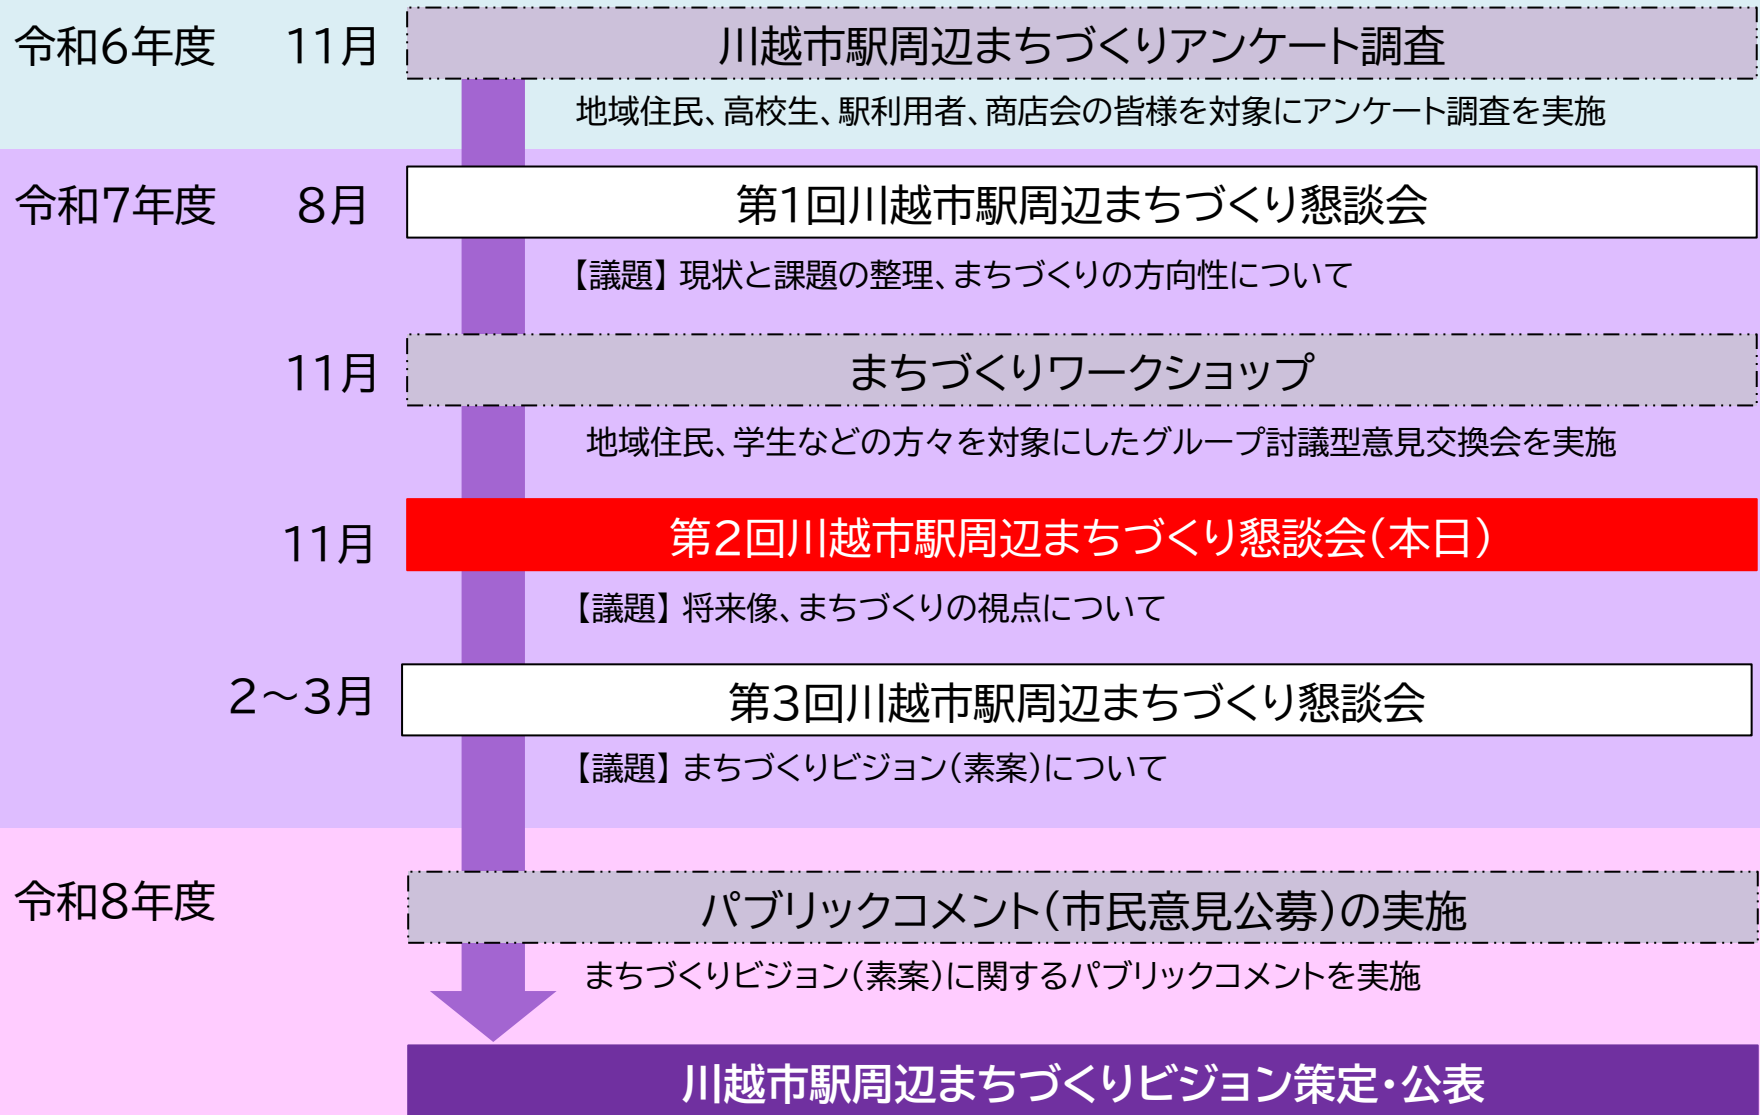 令和6年度 11月 川越市駅周辺まちづくりアンケート調査
地域住民、高校生、駅利用者、商店会の皆様を対象にアンケート調査を実施
令和7年度 8月 第1回川越市駅周辺まちづくり懇談会
【議題】 現状と課題の整理、まちづくりの方向性について
11月 まちづくりワークショップ
地域住民、学生などの方々を対象にしたグループ討議型意見交換会を実施
11月 第2回川越市駅周辺まちづくり懇談会(本日)
【議題】 将来像、まちづくりの視点について
2~3月 第3回川越市駅周辺まちづくり懇談会
【議題】 まちづくりビジョン(素案)について
令和8年度 パブリックコメント(市民意見公募)の実施
まちづくりビジョン(素案)に関するパブリックコメントを実施
川越市駅周辺まちづくりビジョン策定・公表